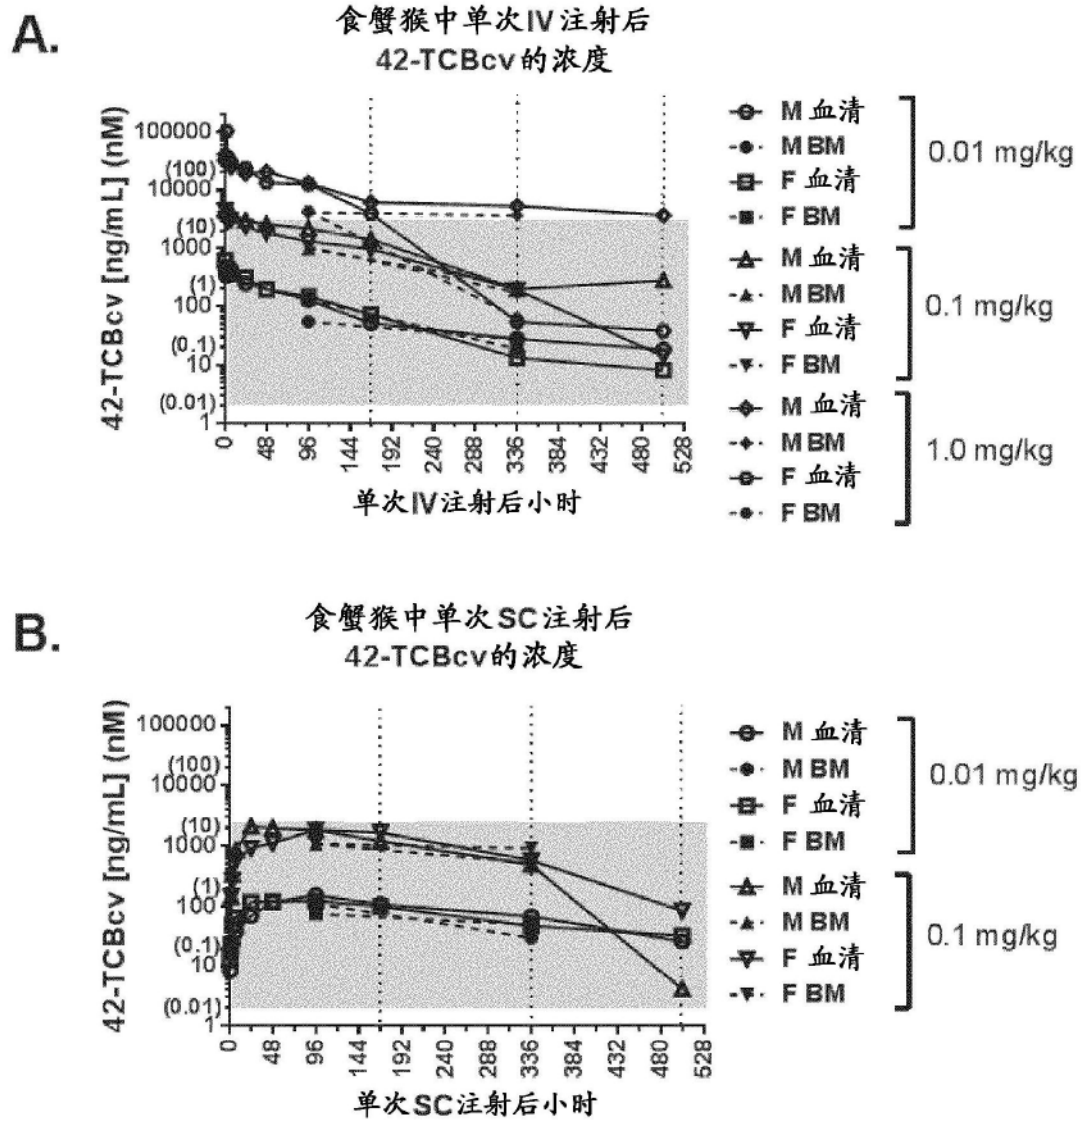 A.
食蟹猴中单次IV注射后
42-TCBcv的浓度
42-TCBcv [ng/mL] (nM)
100000
(100)
10000
(10)
1000
(1)
100
(0.1)
10
(0.01)
1
0 48 96 144 192 240 288 336 384 432 480 528
单次IV注射后小时
M 血清
M BM
F 血清
F BM
0.01 mg/kg
M 血清
M BM
F 血清
F BM
0.1 mg/kg
M 血清
M BM
F 血清
F BM
1.0 mg/kg
B.
食蟹猴中单次SC注射后
42-TCBcv的浓度
42-TCBcv [ng/mL] (nM)
100000
(100)
10000
(10)
1000
(1)
100
(0.1)
10
(0.01)
1
0 48 96 144 192 240 288 336 384 432 480 528
单次SC注射后小时
M 血清
M BM
F 血清
F BM
0.01 mg/kg
M 血清
M BM
F 血清
F BM
0.1 mg/kg